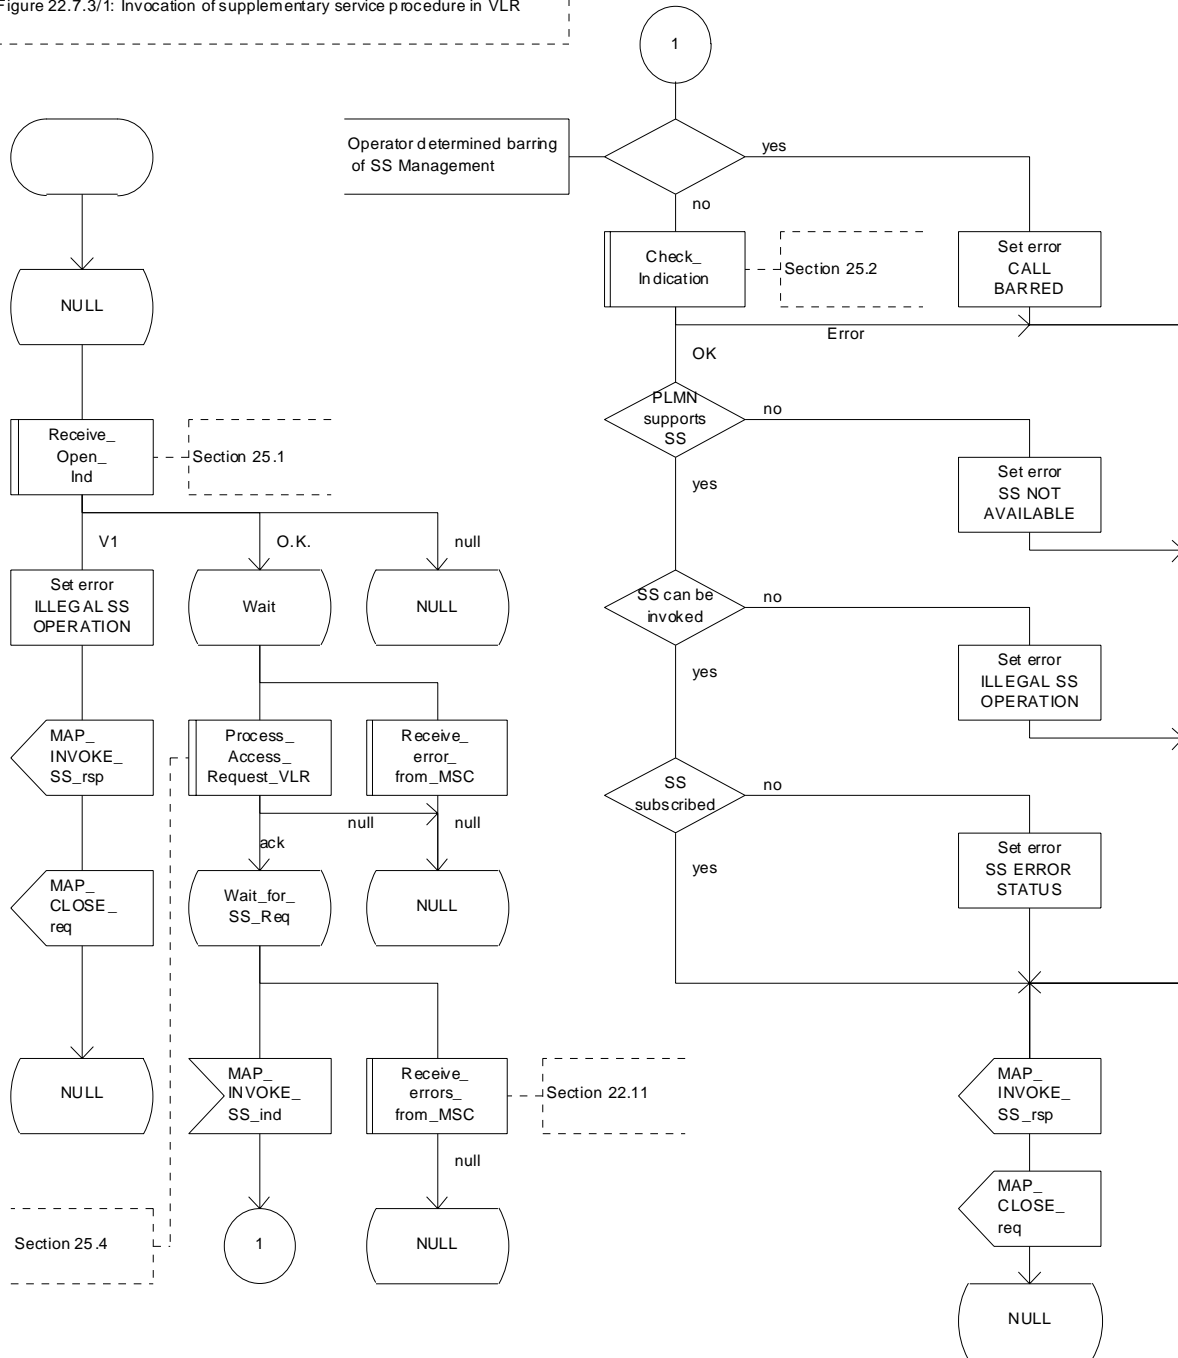 Figure 22.7.3/1: Invocation of supplementary service procedure in VLR
1
Operator determined barring
of SS Management
yes
no
Check_
Indication
Section 25.2
Set error
CALL
BARRED
NULL
Error
OK
PLMN
supports
SS
no
Receive_
Open_
Ind
Section 25.1
Set error
SS NOT
AVAILABLE
yes
V1
O.K.
null
Set error
ILLEGAL SS
OPERATION
Wait
NULL
SS can be
invoked
no
Set error
ILLEGAL SS
OPERATION
yes
MAP_
INVOKE_
SS_rsp
Process_
Access_
Request_VLR
Receive_
error_
from_MSC
SS
subscribed
no
null
null
ack
Set error
SS ERROR
STATUS
yes
MAP_
CLOSE_
req
Wait_for_
SS_Req
NULL
NULL
MAP_
INVOKE_
SS_ind
Receive_
errors_
from_MSC
Section 22.11
MAP_
INVOKE_
SS_rsp
null
MAP_
CLOSE_
req
Section 25.4
1
NULL
NULL